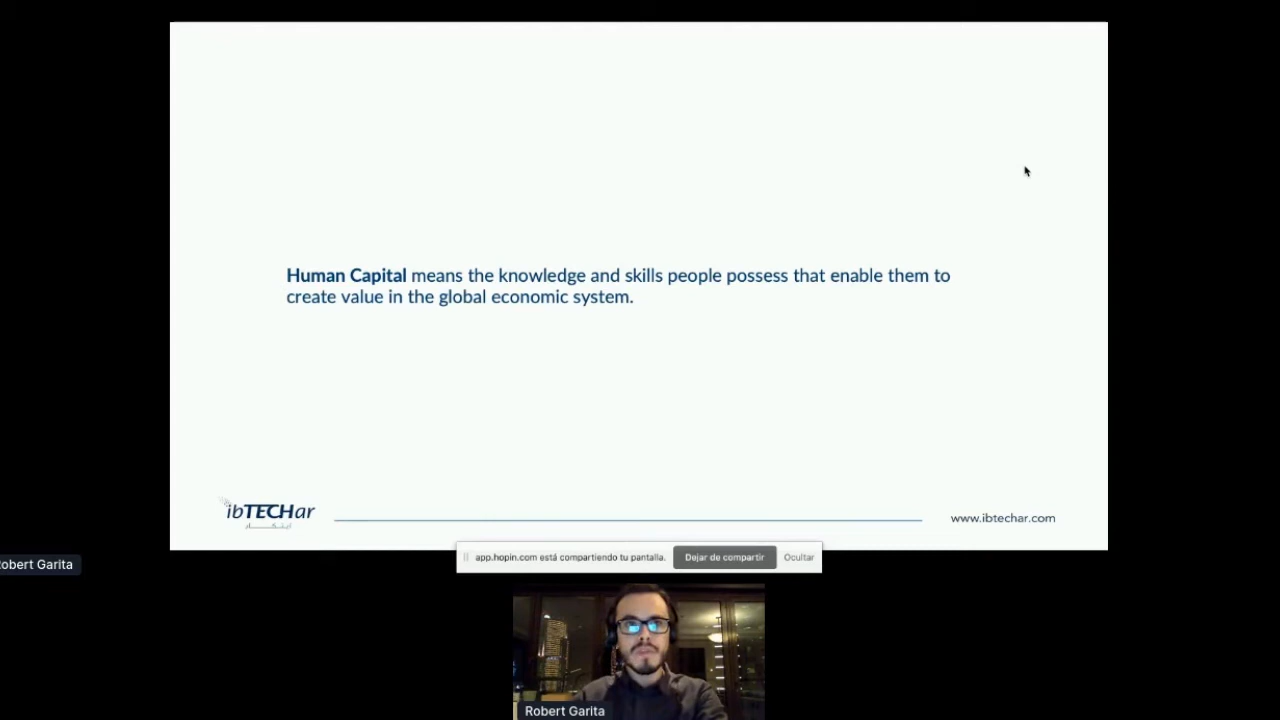 Human Capital means the knowledge and skills people possess that enable them to
create value in the global economic system.
ibTECHar
www.ibtechar.com
app.hopin.com está compartiendo tu pantalla.
Dejar de compartir
Ocultar
obert Garita
Robert Garita